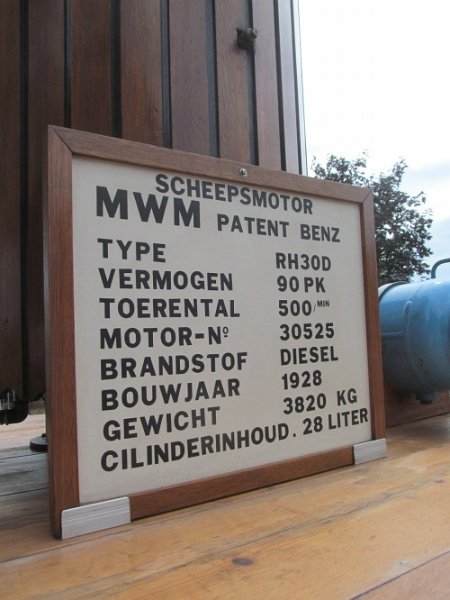 SCHEEPSMOTOR
MWM PATENT BENZ
TYPE RH30D
VERMOGEN 90 PK
TOERENTAL 500/MIN
MOTOR-Nº 30525
BRANDSTOF DIESEL
BOUWJAAR 1928
GEWICHT 3820 KG
CILINDERINHOUD. 28 LITER